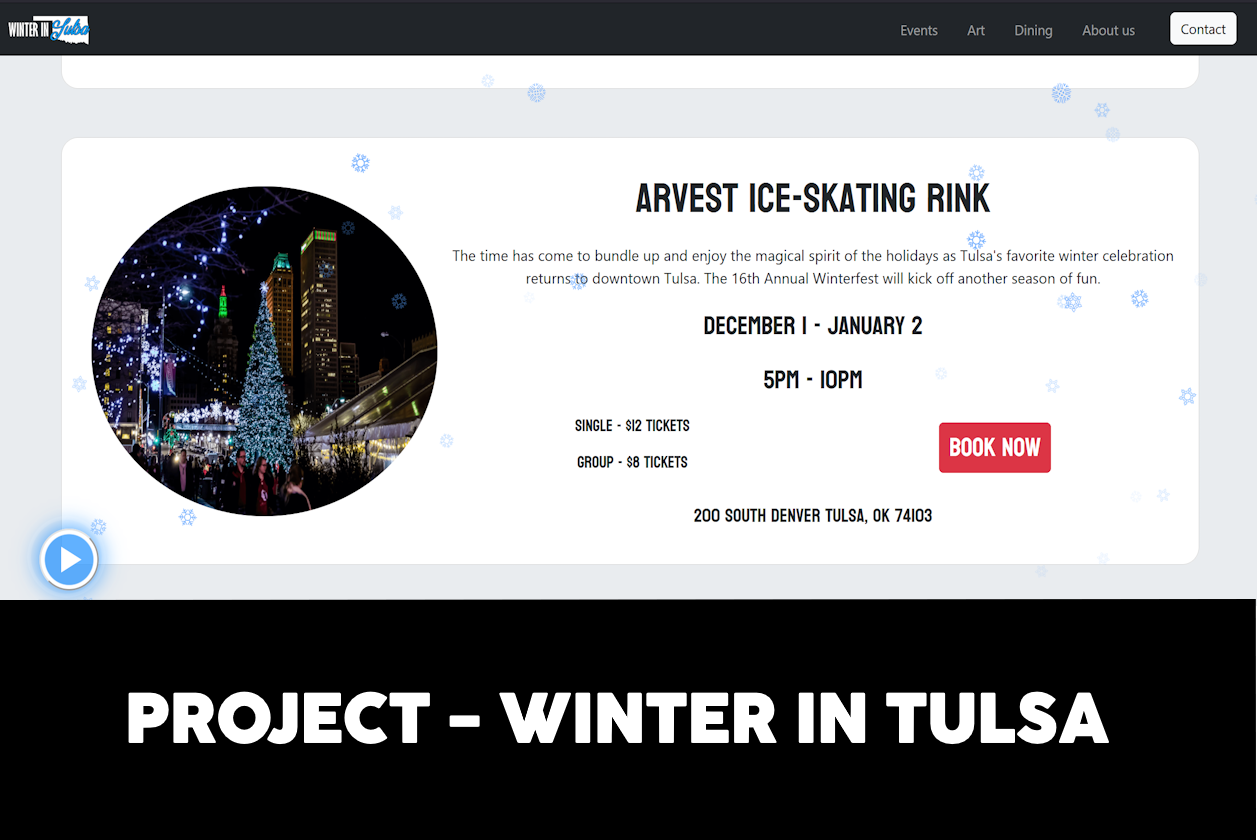 WINTER IN Tulsa
Events
Art
Dining
About us
Contact
ARVEST ICE-SKATING RINK
The time has come to bundle up and enjoy the magical spirit of the holidays as Tulsa's favorite winter celebration
returns to downtown Tulsa. The 16th Annual Winterfest will kick off another season of fun.
DECEMBER 1 - JANUARY 2
5PM - 10PM
SINGLE - $12 TICKETS
GROUP - $8 TICKETS
BOOK NOW
200 SOUTH DENVER TULSA, OK 74103
PROJECT – WINTER IN TULSA